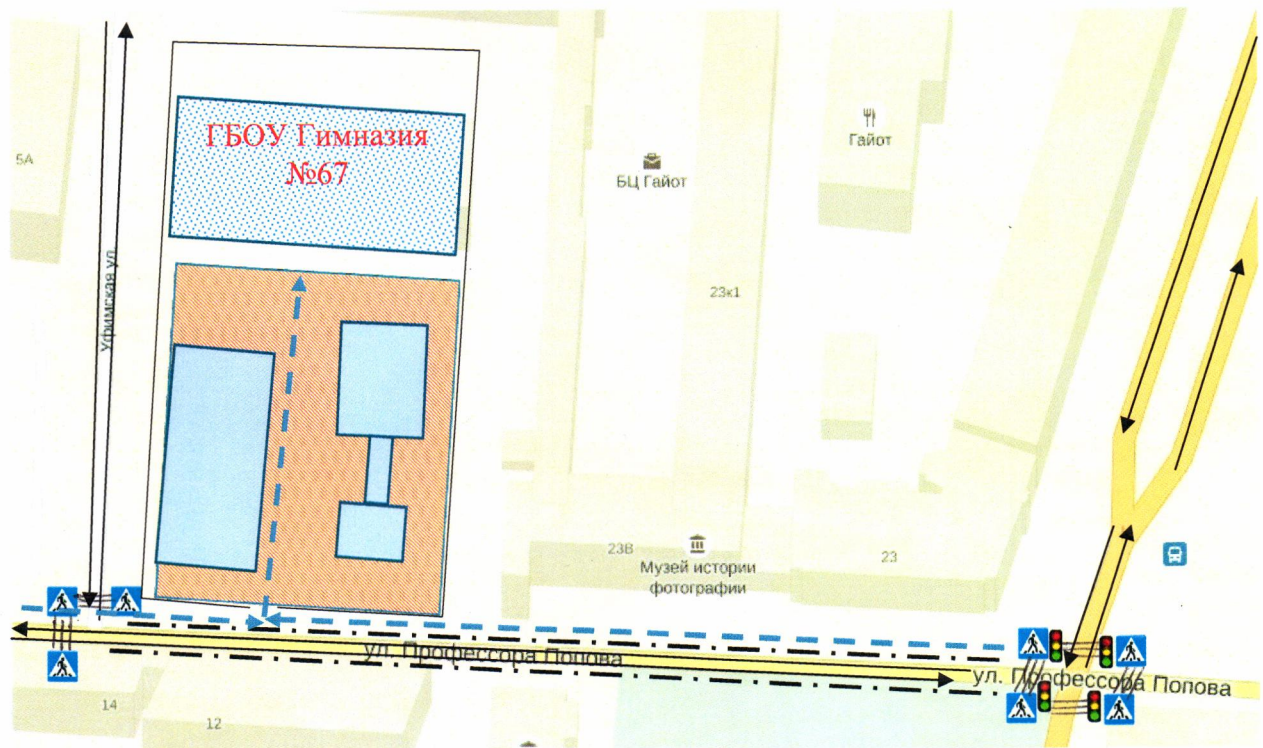 ГБОУ Гимназия
№67
5А
Уфимская ул.
Гайот
БЦ Гайот
23к1
23В
Музей истории
фотографии
23
ул. Профессора Попова
ул. Профессора Попова
14
12